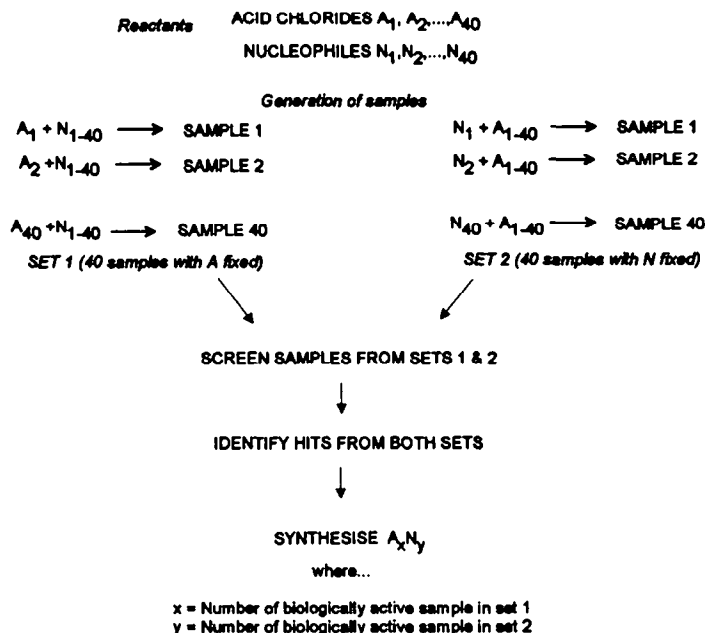 Reactants ACID CHLORIDES A₁, A₂,...,A₄₀
NUCLEOPHILES N₁,N₂,...,N₄₀
Generation of samples
A₁ + N₁₋₄₀ → SAMPLE 1
N₁ + A₁₋₄₀ → SAMPLE 1
A₂ +N₁₋₄₀ → SAMPLE 2
N₂ + A₁₋₄₀ → SAMPLE 2
A₄₀ +N₁₋₄₀ → SAMPLE 40
N₄₀ + A₁₋₄₀ → SAMPLE 40
SET 1 (40 samples with A fixed)
SET 2 (40 samples with N fixed)
SCREEN SAMPLES FROM SETS 1 & 2
IDENTIFY HITS FROM BOTH SETS
SYNTHESISE AₓNᵧ
where...
x = Number of biologically active sample in set 1
y = Number of biologically active sample in set 2